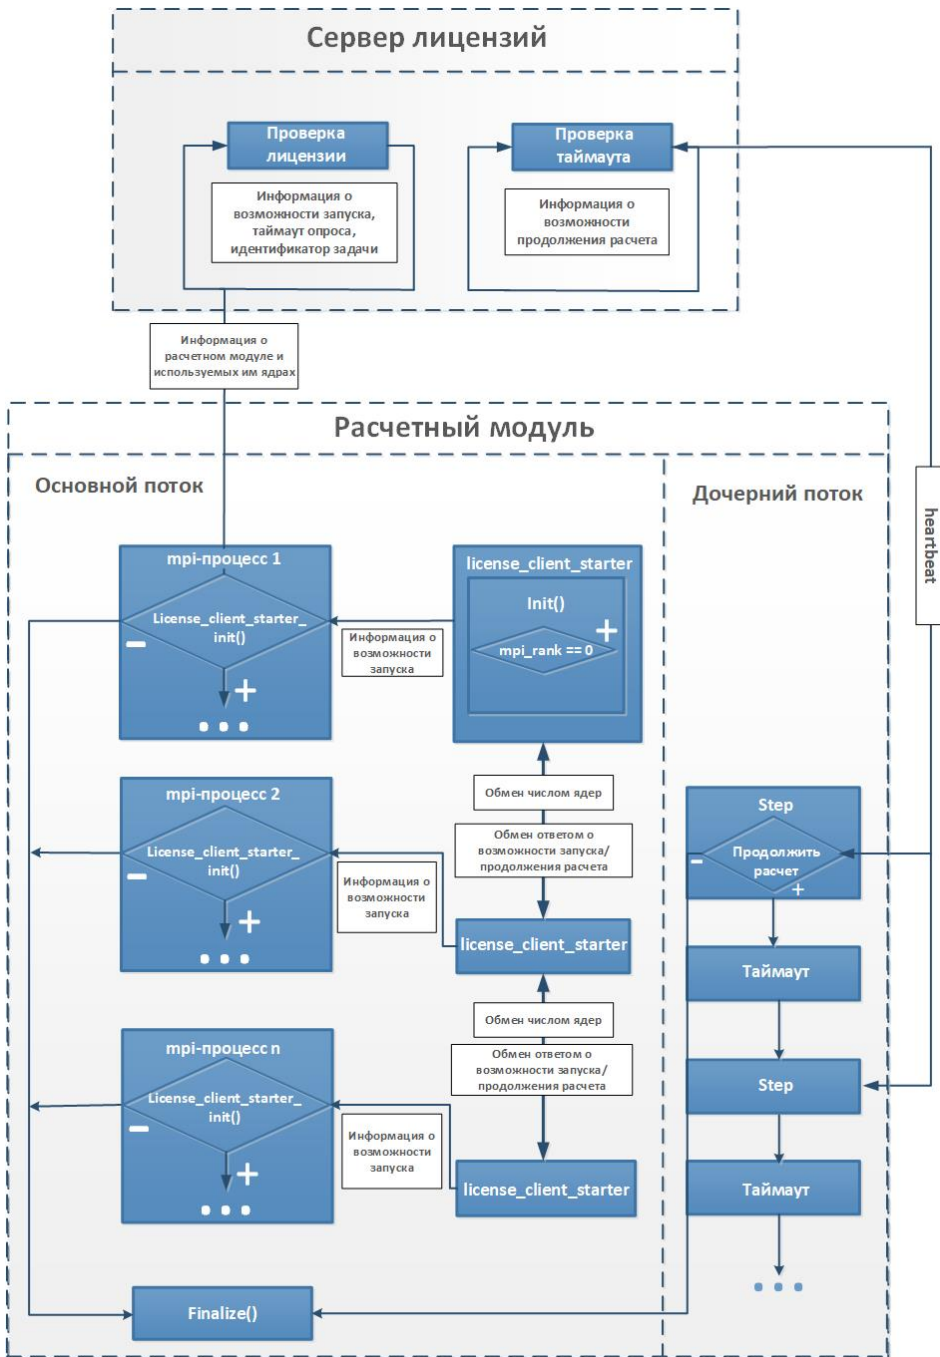 Сервер лицензий
Проверка
лицензии
Проверка
таймаута
Информация о
возможности запуска,
таймаут опроса,
идентификатор задачи
Информация о
возможности
продолжения расчета
Информация о
расчетном модуле и
используемых им ядрах
heartbeat
Расчетный модуль
Основной поток
Дочерний поток
mpi-процесс 1
License_client_starter_
init()
−
+
Информация о
возможности
запуска
license_client_starter
Init()
+
mpi_rank == 0
Обмен числом ядер
Обмен ответом о
возможности запуска/
продолжения расчета
mpi-процесс 2
License_client_starter_
init()
−
+
Информация о
возможности
запуска
license_client_starter
Обмен числом ядер
Обмен ответом о
возможности запуска/
продолжения расчета
mpi-процесс n
License_client_starter_
init()
−
+
Информация о
возможности
запуска
license_client_starter
Finalize()
Step
Продолжить
расчет
−
+
Таймаут
Step
Таймаут